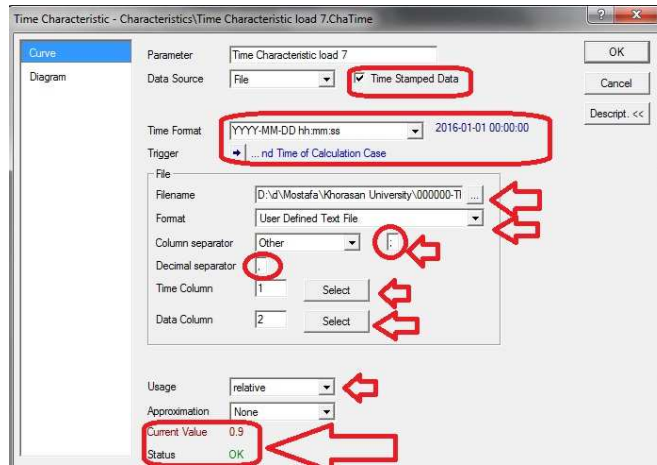 Time Characteristic - Characteristics\Time Characteristic load 7.ChaTime
Curve
Diagram
Parameter Time Characteristic load 7
Data Source File Time Stamped Data
OK
Cancel
Descript. <<
Time Format YYYY-MM-DD hh:mm:ss 2016-01-01 00:00:00
Trigger ... nd Time of Calculation Case
File
Filename D:\d\Mostafa\Khorasan University\000000-TI ...
Format User Defined Text File
Column separator Other ;
Decimal separator .
Time Column 1 Select
Data Column 2 Select
Usage relative
Approximation None
Current Value 0.9
Status OK